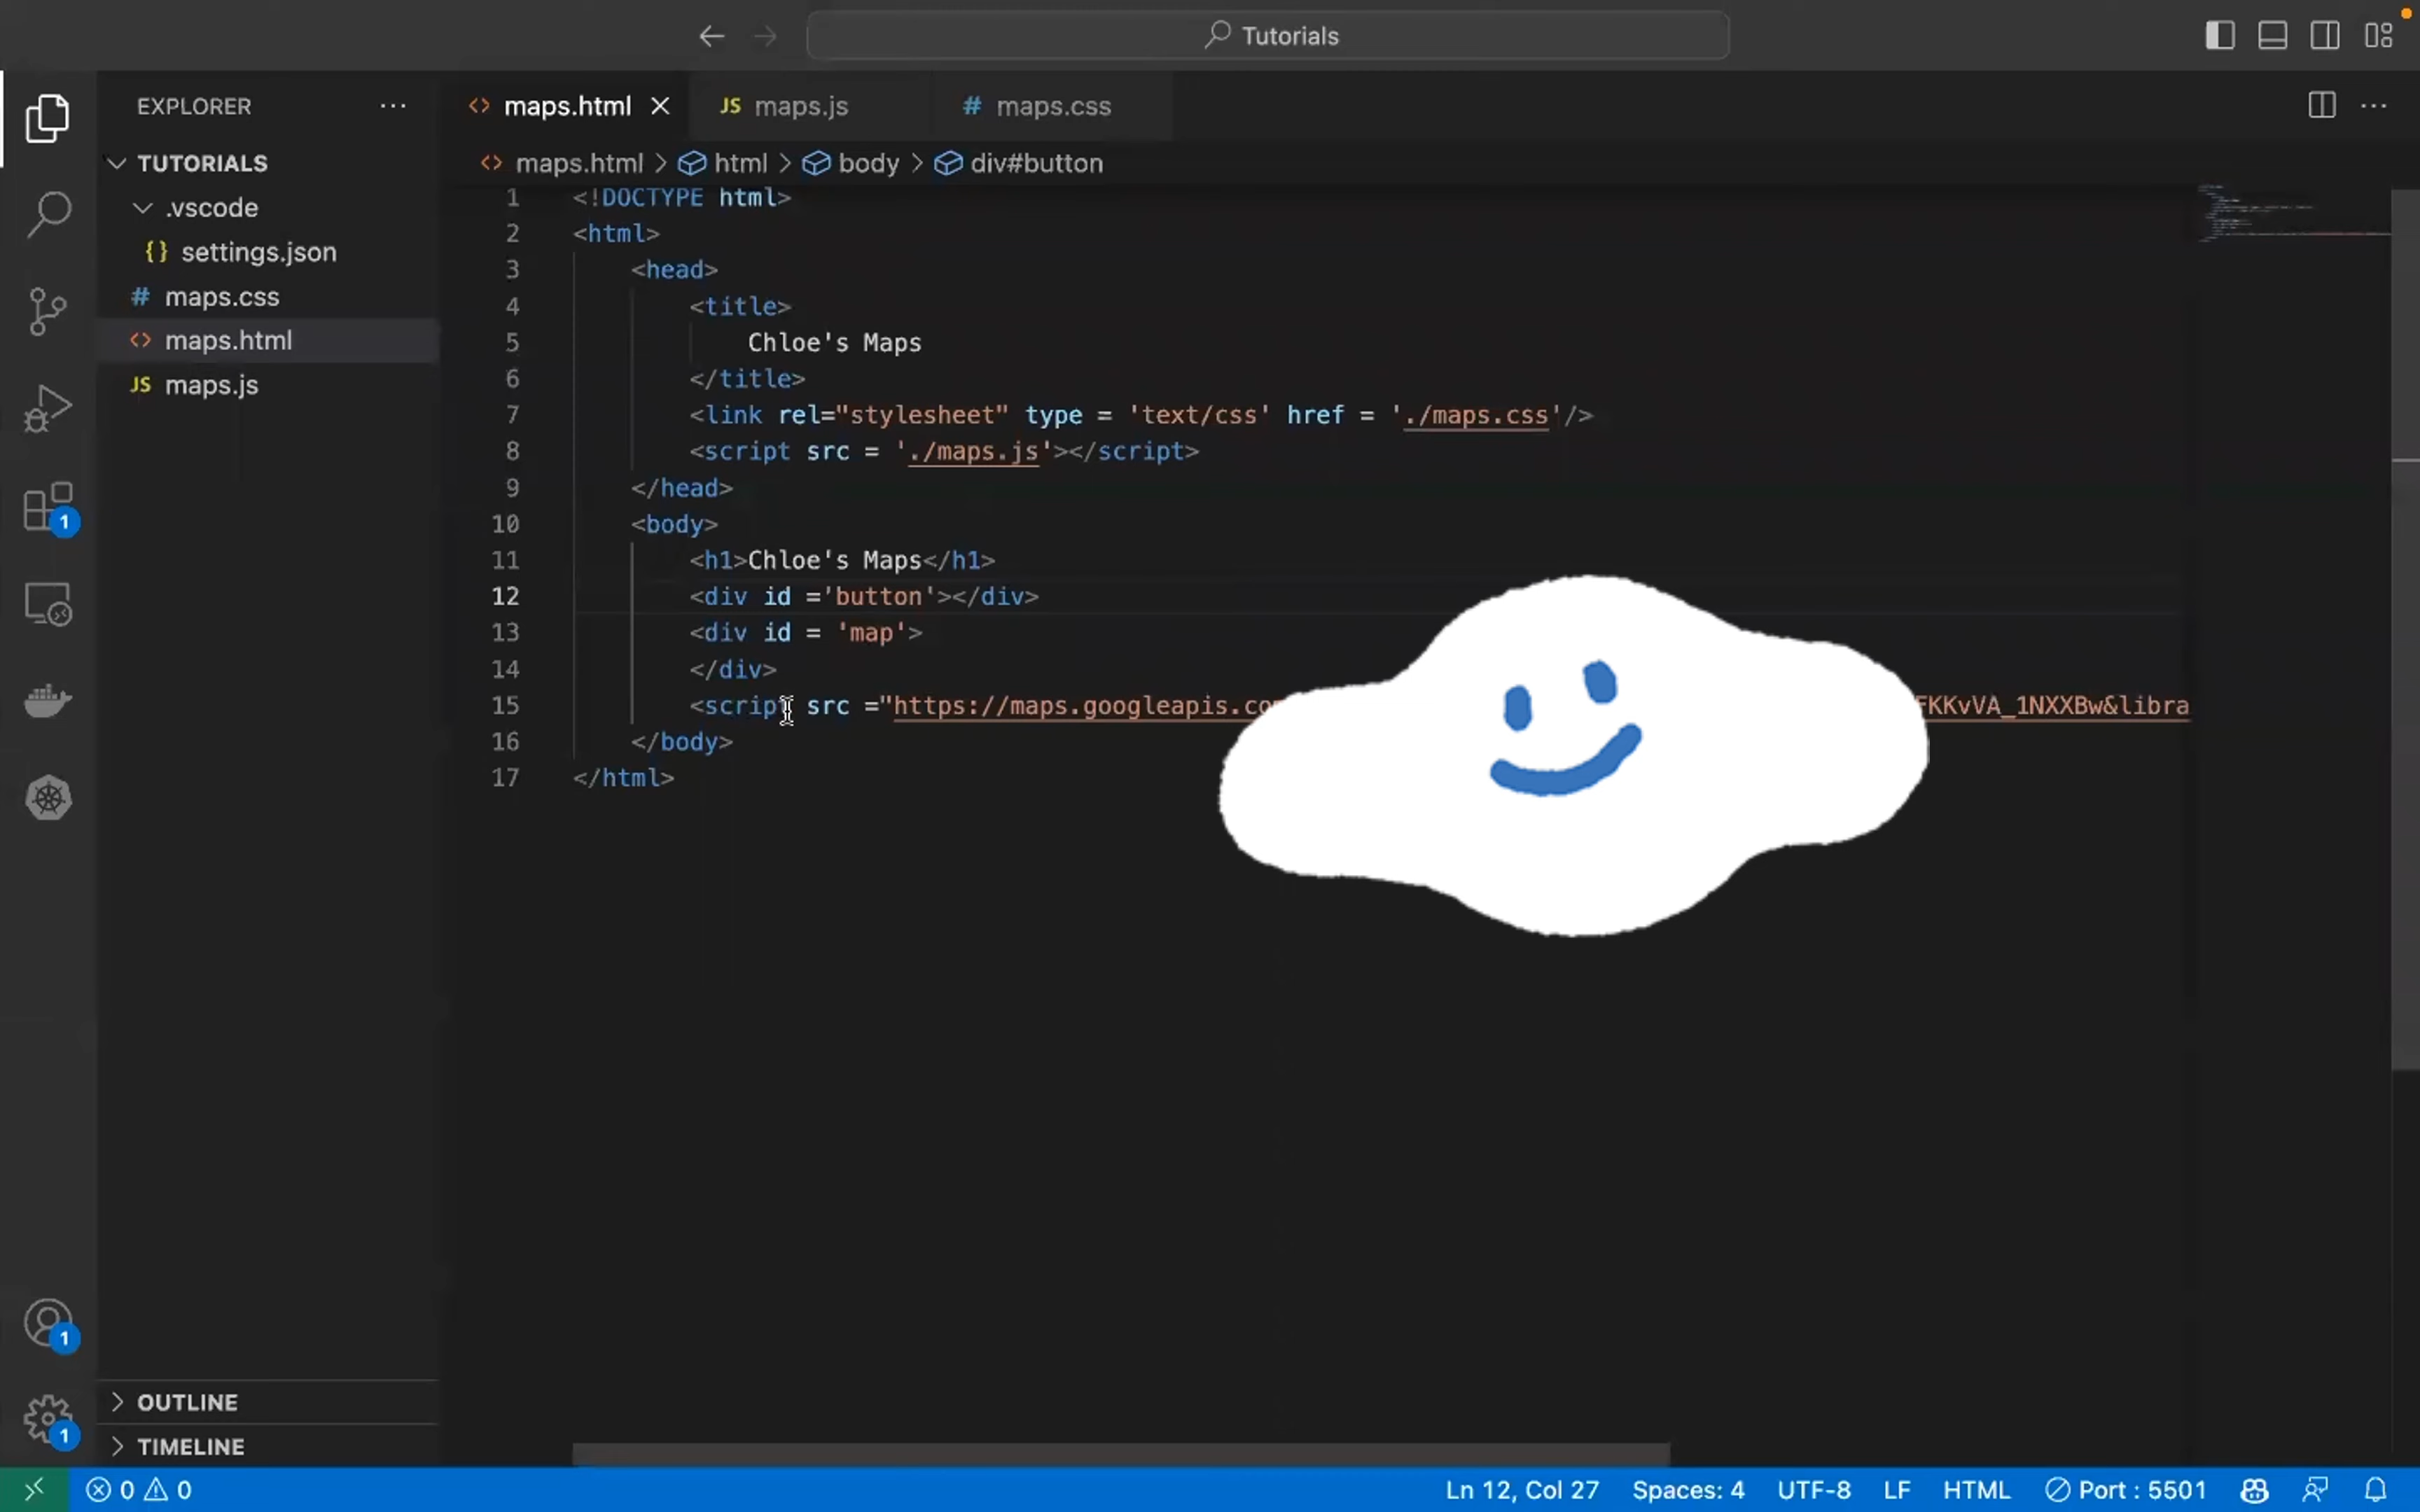 Tutorials
EXPLORER
TUTORIALS
.vscode
{} settings.json
# maps.css
<> maps.html
JS maps.js
OUTLINE
TIMELINE
<> maps.html
JS maps.js
# maps.css
<> maps.html > html > body > div#button
1 <!DOCTYPE html>
2 <html>
3 <head>
4 <title>
5 Chloe's Maps
6 </title>
7 <link rel="stylesheet" type = 'text/css' href = './maps.css'/>
8 <script src = './maps.js'></script>
9 </head>
10 <body>
11 <h1>Chloe's Maps</h1>
12 <div id ='button'></div>
13 <div id = 'map'>
14 </div>
15 <script src ="https://maps.googleapis.co FKKvVA_1NXXBw&libra
16 </body>
17 </html>
1
1
1
0 0
Ln 12, Col 27 Spaces: 4 UTF-8 LF HTML Port : 5501